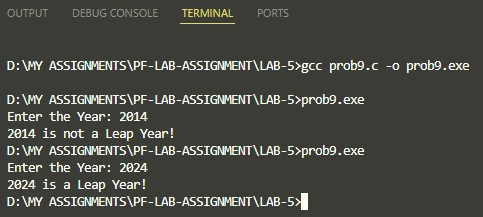 OUTPUT DEBUG CONSOLE TERMINAL PORTS
D:\MY ASSIGNMENTS\PF-LAB-ASSIGNMENT\LAB-5>gcc prob9.c -o prob9.exe
D:\MY ASSIGNMENTS\PF-LAB-ASSIGNMENT\LAB-5>prob9.exe
Enter the Year: 2014
2014 is not a Leap Year!
D:\MY ASSIGNMENTS\PF-LAB-ASSIGNMENT\LAB-5>prob9.exe
Enter the Year: 2024
2024 is a Leap Year!
D:\MY ASSIGNMENTS\PF-LAB-ASSIGNMENT\LAB-5>